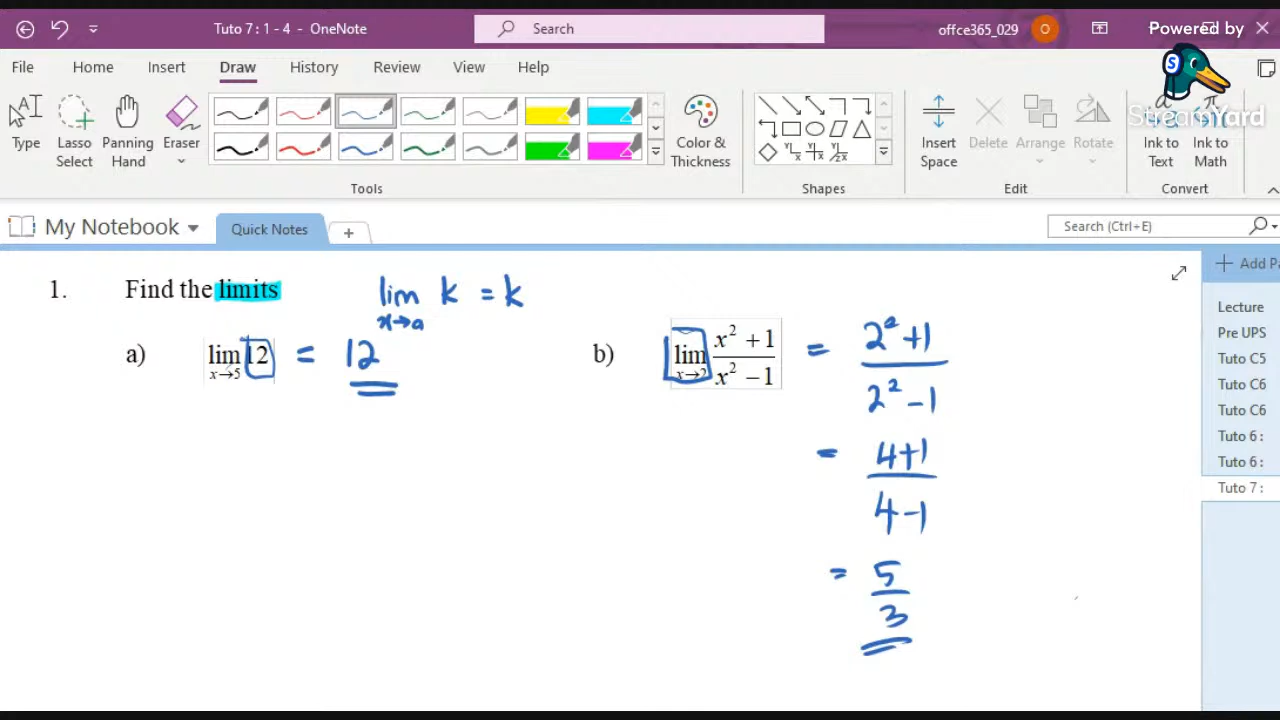 Tuto 7 : 1 - 4 - OneNote
Search
offce365_029
O
Powered by
StreamYard
File Home Insert Draw History Review View Help
Type
Lasso Select
Panning Hand
Eraser
Color & Thickness
Insert Space
Delete
Arrange
Rotate
Ink to Text
Ink to Math
Tools
Shapes
Edit
Convert
My Notebook
Quick Notes
+
Search (Ctrl+E)
+ Add Pa
Lecture
Pre UPS
Tuto C5
Tuto C6
Tuto C6
Tuto 6 :
Tuto 6 :
Tuto 7 :
1. Find the limits
lim x→a k = k
a) lim x→5 12 = 12
b) lim x→2 (x² + 1)/(x² − 1) = (2² + 1)/(2² − 1)
= (4+1)/(4−1)
= 5/3